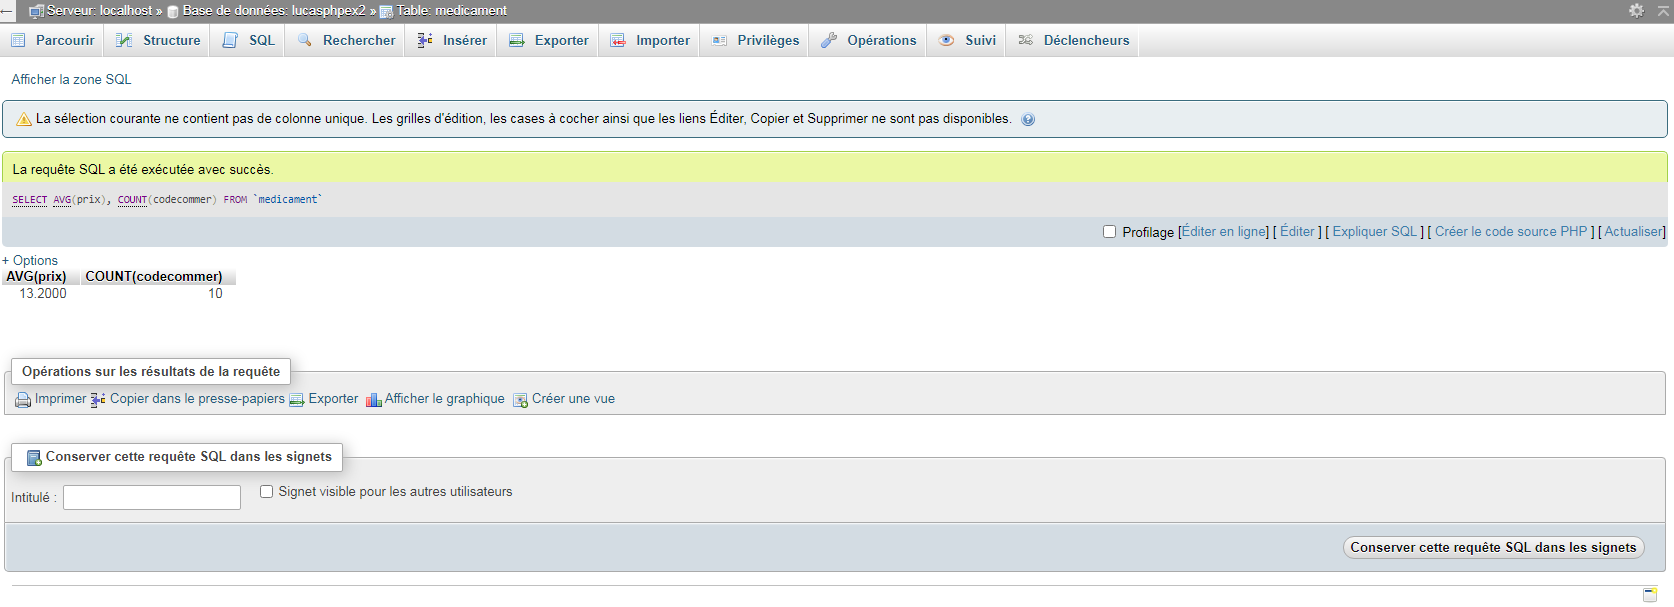 Serveur: localhost » Base de données: lucasphpex2 » Table: medicament
Parcourir Structure SQL Rechercher Insérer Exporter Importer Privilèges Opérations Suivi Déclencheurs
Afficher la zone SQL
La sélection courante ne contient pas de colonne unique. Les grilles d'édition, les cases à cocher ainsi que les liens Éditer, Copier et Supprimer ne sont pas disponibles.
La requête SQL a été exécutée avec succès.
SELECT AVG(prix), COUNT(codecommer) FROM `medicament`
Profilage [Éditer en ligne] [ Éditer ] [ Expliquer SQL ] [ Créer le code source PHP ] [ Actualiser]
+ Options
AVG(prix) COUNT(codecommer)
13.2000 10
Opérations sur les résultats de la requête
Imprimer Copier dans le presse-papiers Exporter Afficher le graphique Créer une vue
Conserver cette requête SQL dans les signets
Intitulé : Signet visible pour les autres utilisateurs
Conserver cette requête SQL dans les signets